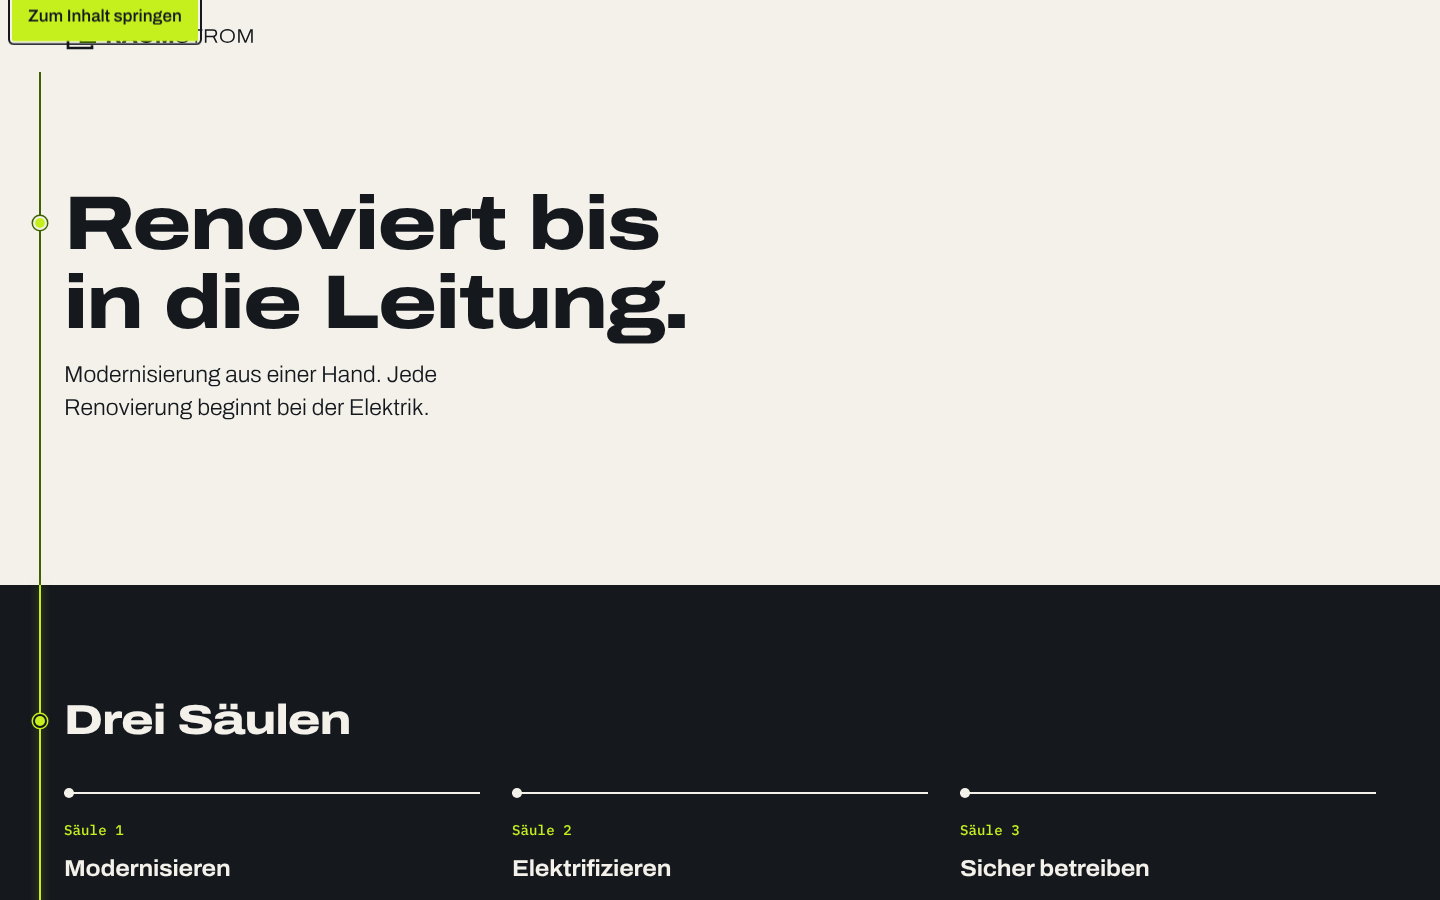 Zum Inhalt springen
Renoviert bis
in die Leitung.
Modernisierung aus einer Hand. Jede
Renovierung beginnt bei der Elektrik.
Drei Säulen
Säule 1
Modernisieren
Säule 2
Elektrifizieren
Säule 3
Sicher betreiben